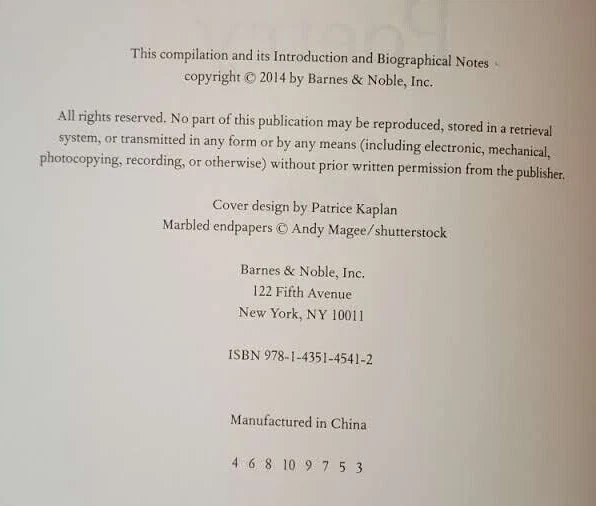 This compilation and its Introduction and Biographical Notes
copyright © 2014 by Barnes & Noble, Inc.
All rights reserved. No part of this publication may be reproduced, stored in a retrieval
system, or transmitted in any form or by any means (including electronic, mechanical,
photocopying, recording, or otherwise) without prior written permission from the publisher.
Cover design by Patrice Kaplan
Marbled endpapers © Andy Magee/shutterstock
Barnes & Noble, Inc.
122 Fifth Avenue
New York, NY 10011
ISBN 978-1-4351-4541-2
Manufactured in China
4 6 8 10 9 7 5 3